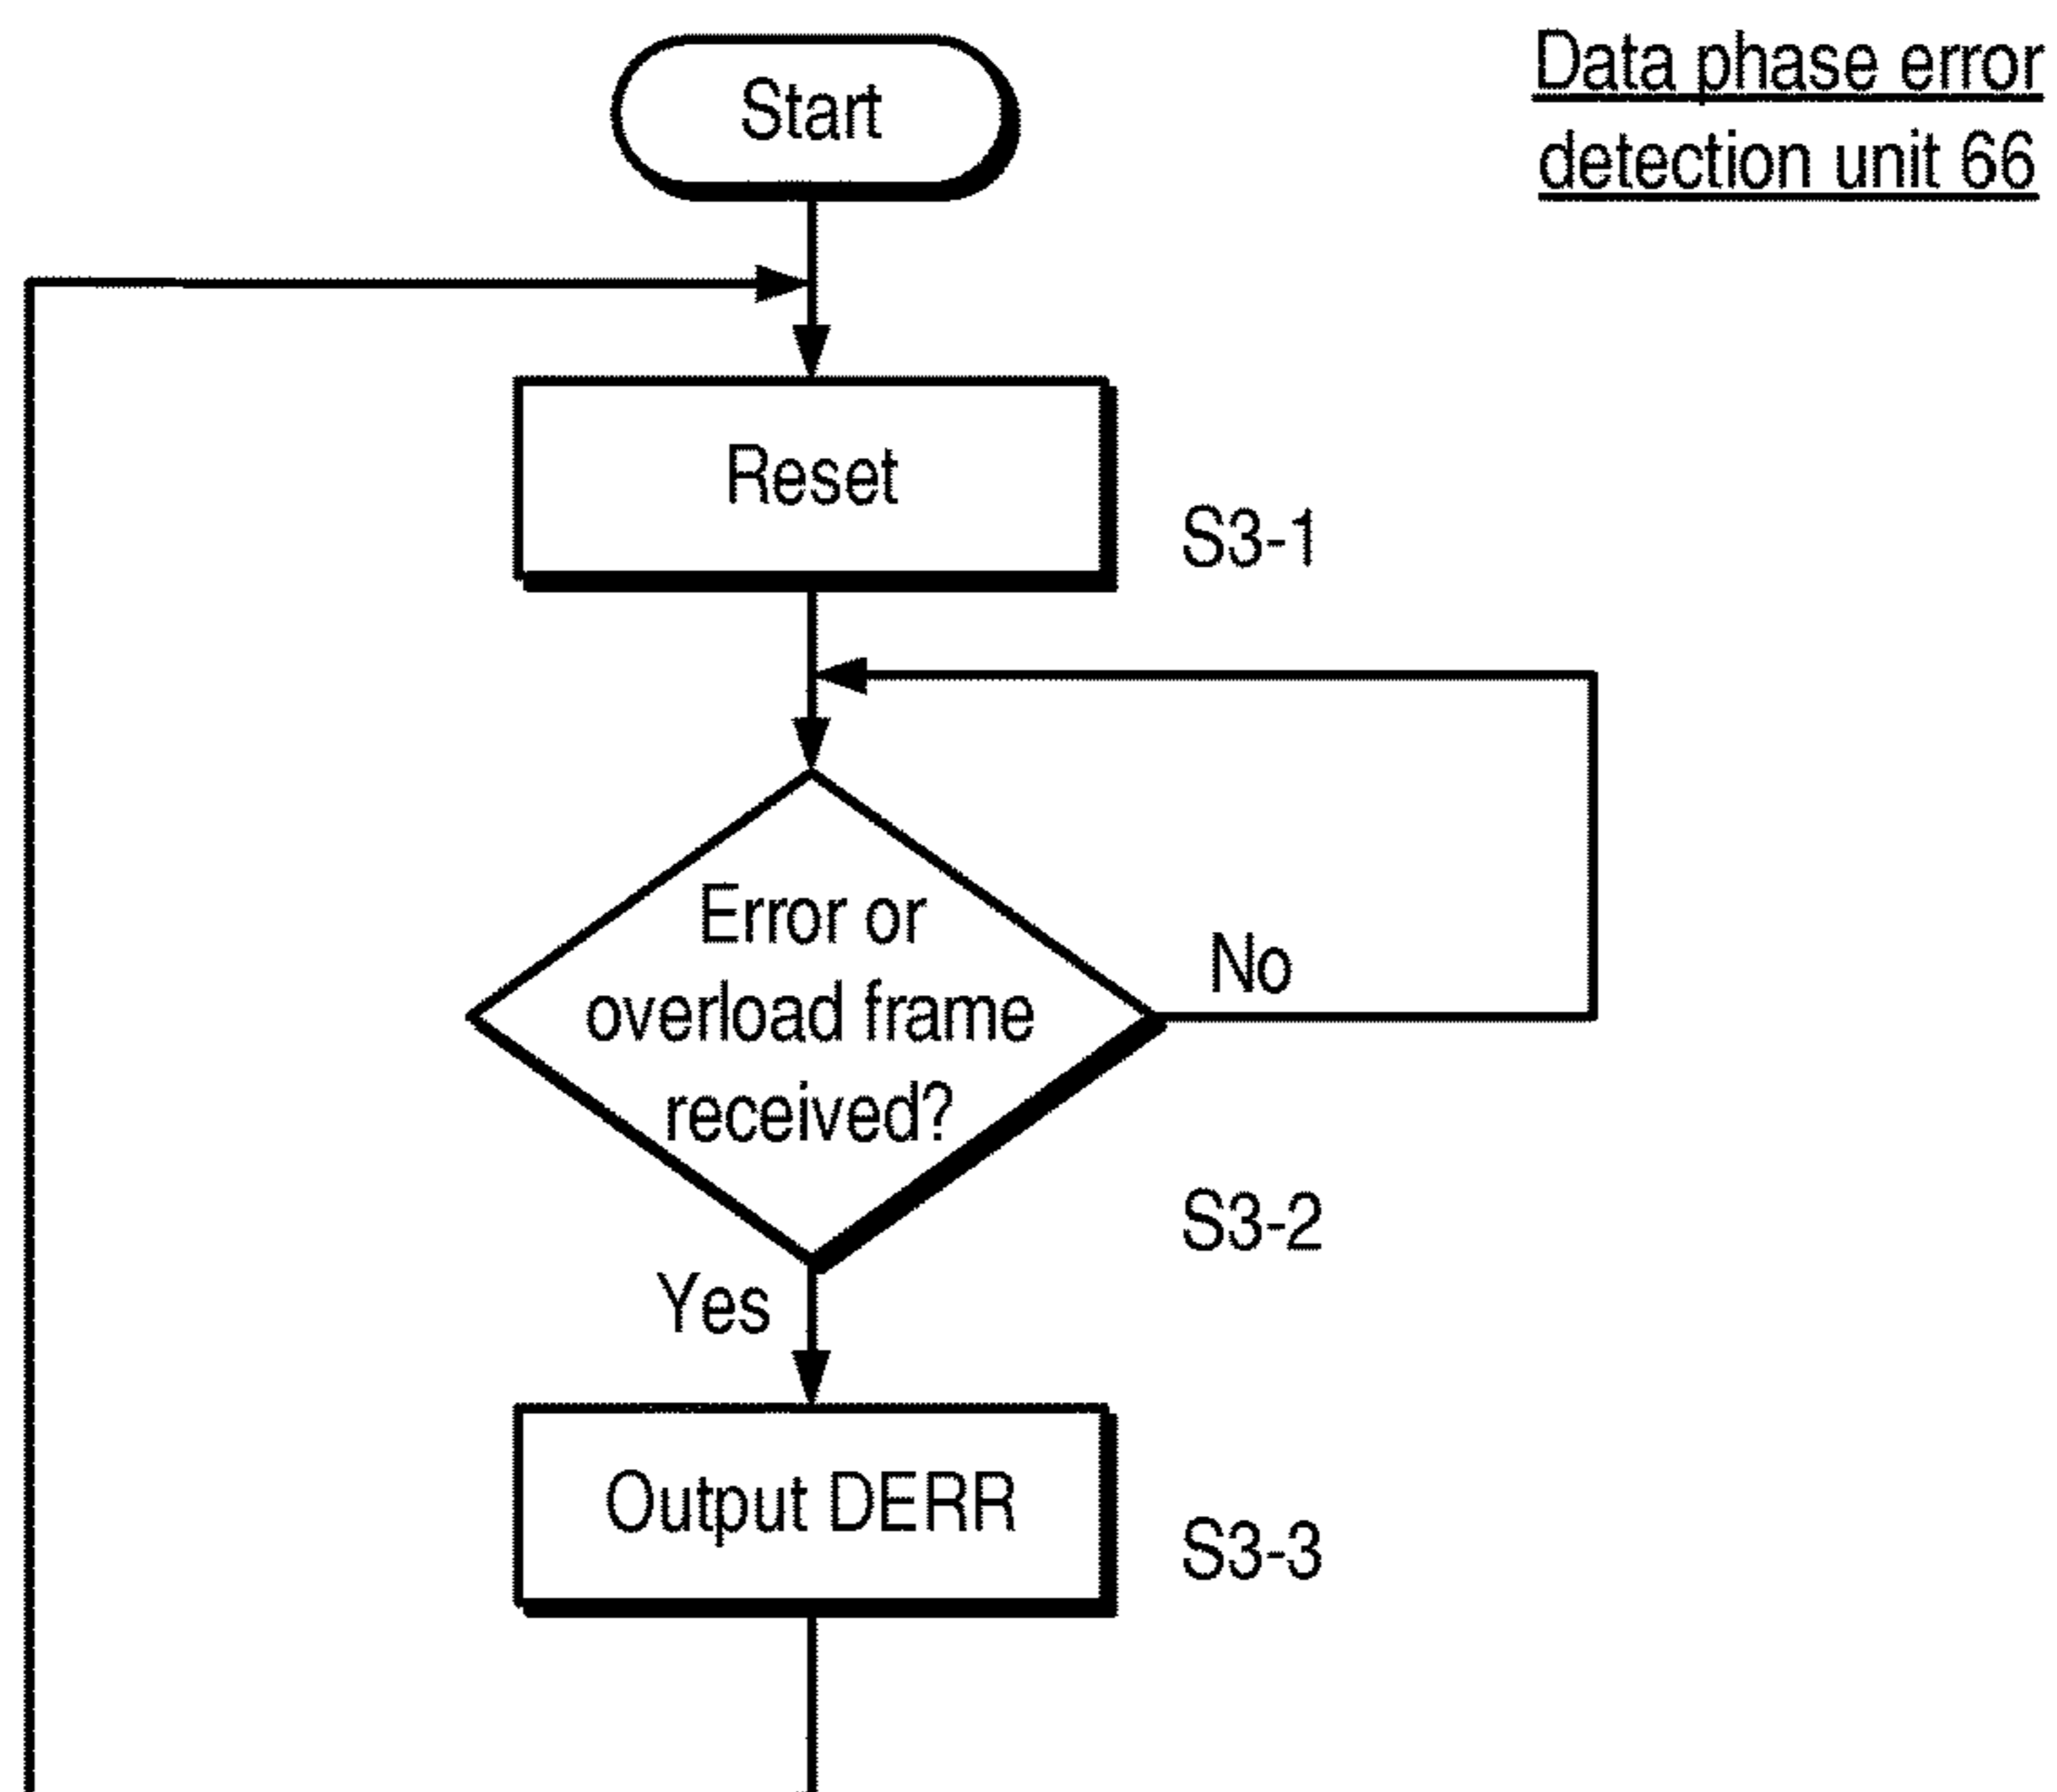 Start
Data phase error
detection unit 66
Reset
S3-1
Error or
overload frame
received?
No
S3-2
Yes
Output DERR
S3-3